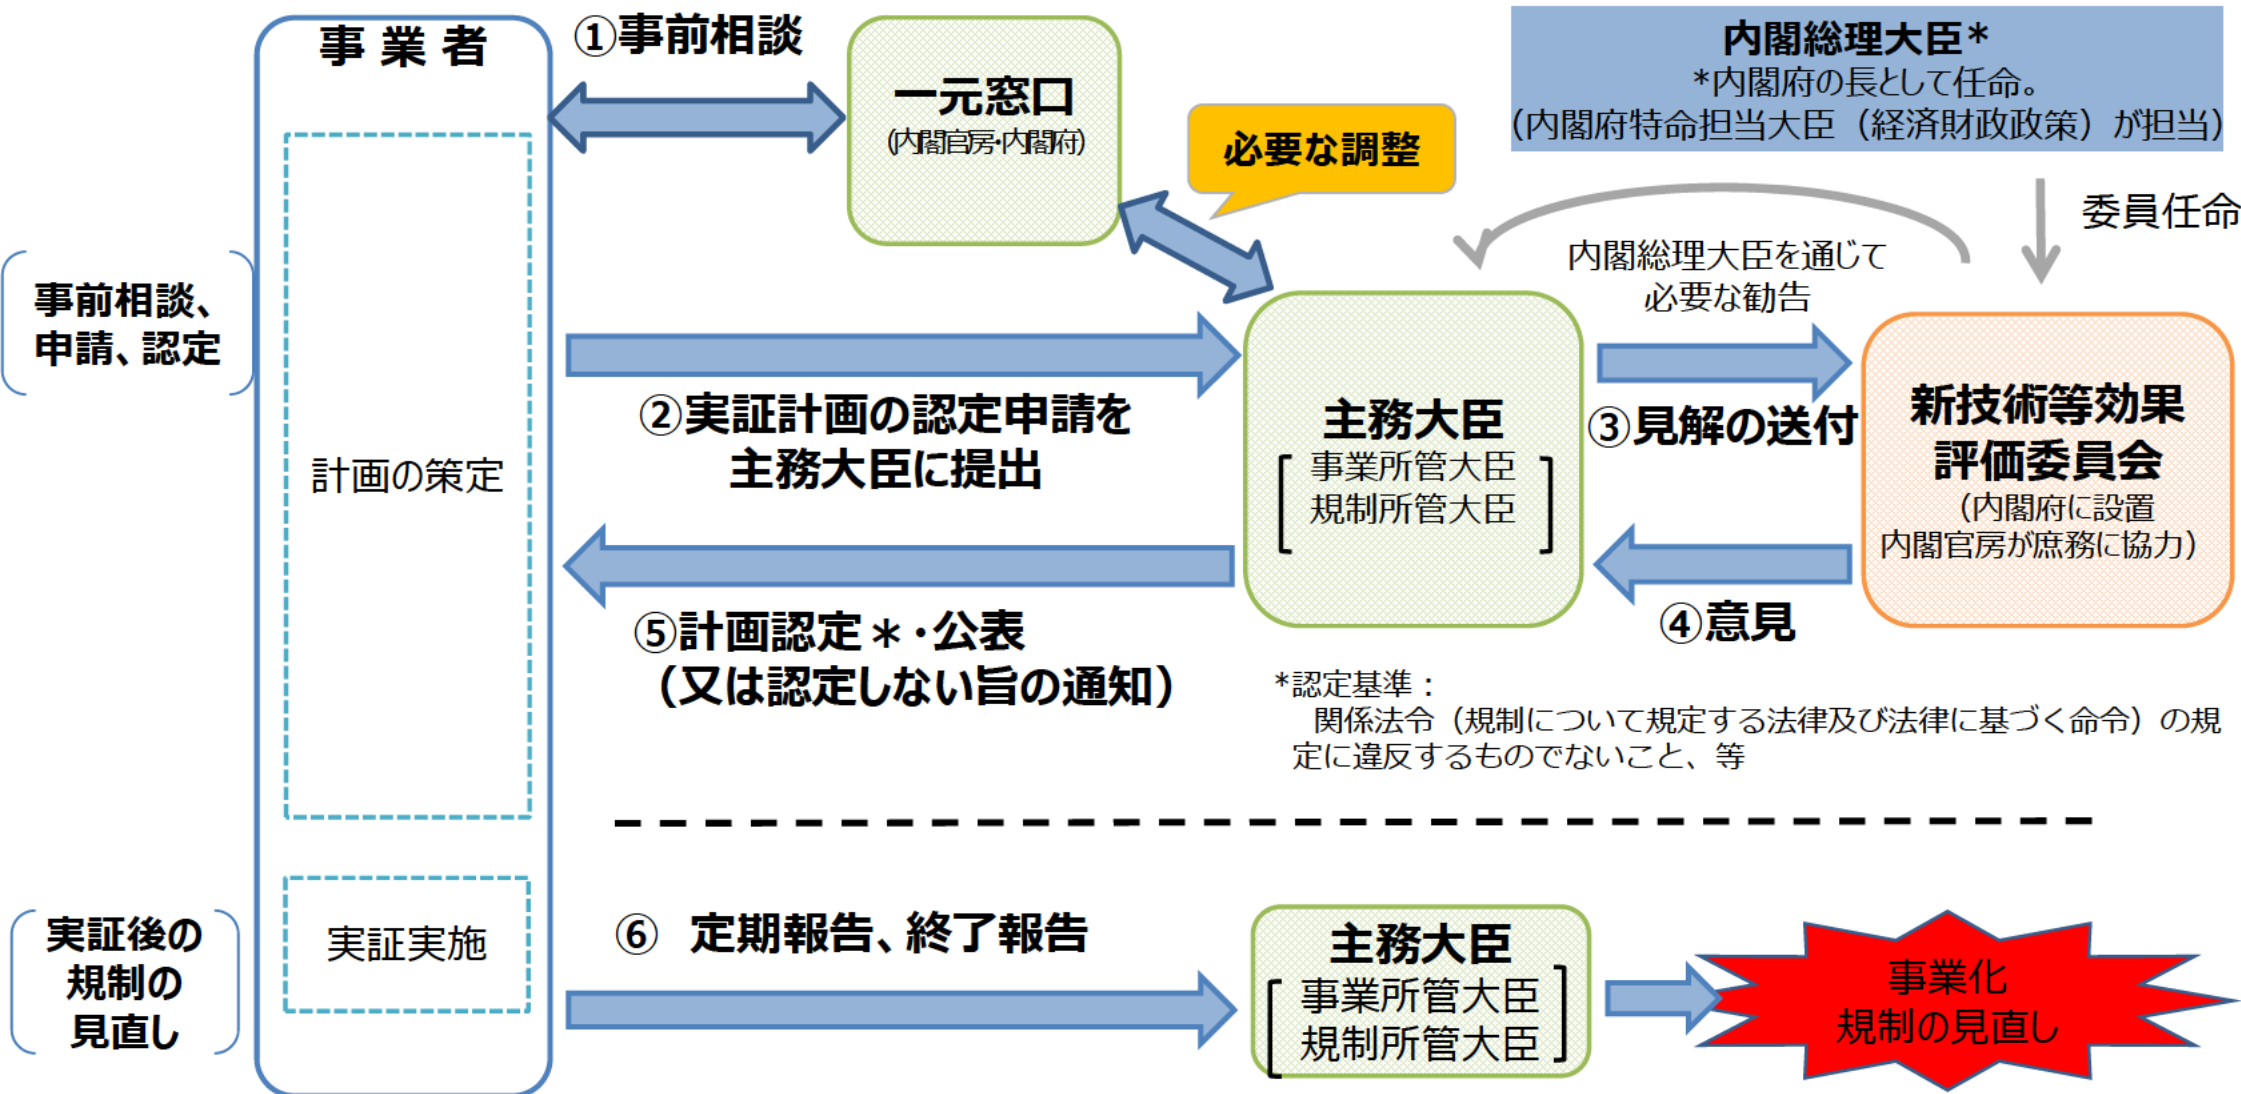 事業者
①事前相談
一元窓口
(内閣官房・内閣府)
必要な調整
内閣総理大臣*
*内閣府の長として任命。
(内閣府特命担当大臣（経済財政政策）が担当)
委員任命
内閣総理大臣を通じて
必要な勧告
事前相談、
申請、認定
計画の策定
②実証計画の認定申請を
主務大臣に提出
主務大臣
事業所管大臣
規制所管大臣
③見解の送付
新技術等効果
評価委員会
（内閣府に設置
内閣官房が庶務に協力）
④意見
⑤計画認定＊・公表
（又は認定しない旨の通知）
*認定基準：
関係法令（規制について規定する法律及び法律に基づく命令）の規
定に違反するものでないこと、等
実証後の
規制の
見直し
実証実施
⑥　定期報告、終了報告
主務大臣
事業所管大臣
規制所管大臣
事業化
規制の見直し